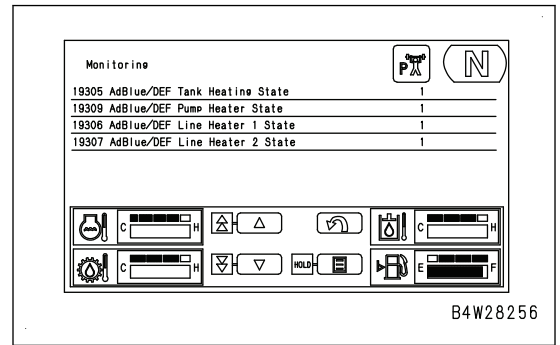 Monitoring
P
N
19305 AdBlue/DEF Tank Heating State 1
19309 AdBlue/DEF Pump Heater State 1
19306 AdBlue/DEF Line Heater 1 State 1
19307 AdBlue/DEF Line Heater 2 State 1
C H
C H
C H
HOLD
E F
B4W28256